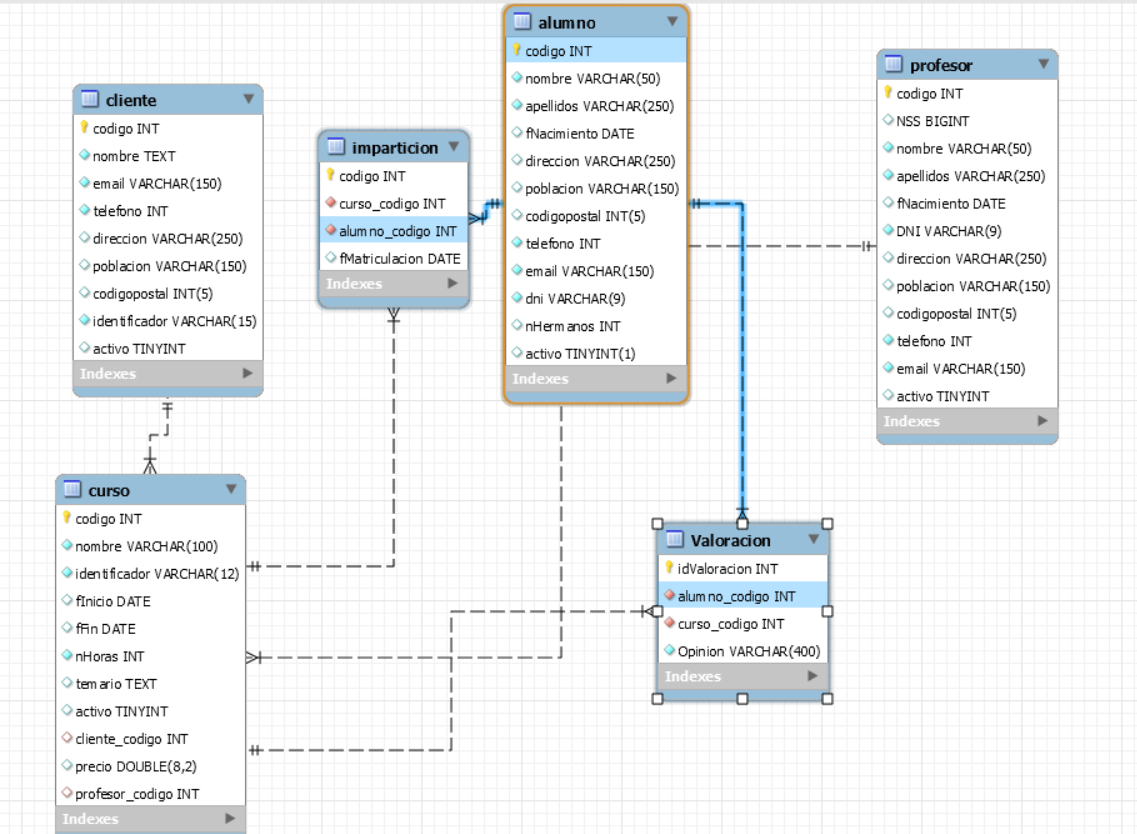 alumno
codigo INT
nombre VARCHAR(50)
apellidos VARCHAR(250)
fNacimiento DATE
direccion VARCHAR(250)
poblacion VARCHAR(150)
codigopostal INT(5)
telefono INT
email VARCHAR(150)
dni VARCHAR(9)
nHermanos INT
activo TINYINT(1)
Indexes
profesor
codigo INT
NSS BIGINT
nombre VARCHAR(50)
apellidos VARCHAR(250)
fNacimiento DATE
DNI VARCHAR(9)
direccion VARCHAR(250)
poblacion VARCHAR(150)
codigopostal INT(5)
telefono INT
email VARCHAR(150)
activo TINYINT
Indexes
cliente
codigo INT
nombre TEXT
email VARCHAR(150)
telefono INT
direccion VARCHAR(250)
poblacion VARCHAR(150)
codigopostal INT(5)
identificador VARCHAR(15)
activo TINYINT
Indexes
imparticion
codigo INT
curso_codigo INT
alumno_codigo INT
fMatriculacion DATE
Indexes
curso
codigo INT
nombre VARCHAR(100)
identificador VARCHAR(12)
fInicio DATE
fFin DATE
nHoras INT
temario TEXT
activo TINYINT
cliente_codigo INT
precio DOUBLE(8,2)
profesor_codigo INT
Indexes
Valoracion
idValoracion INT
alumno_codigo INT
curso_codigo INT
Opinion VARCHAR(400)
Indexes